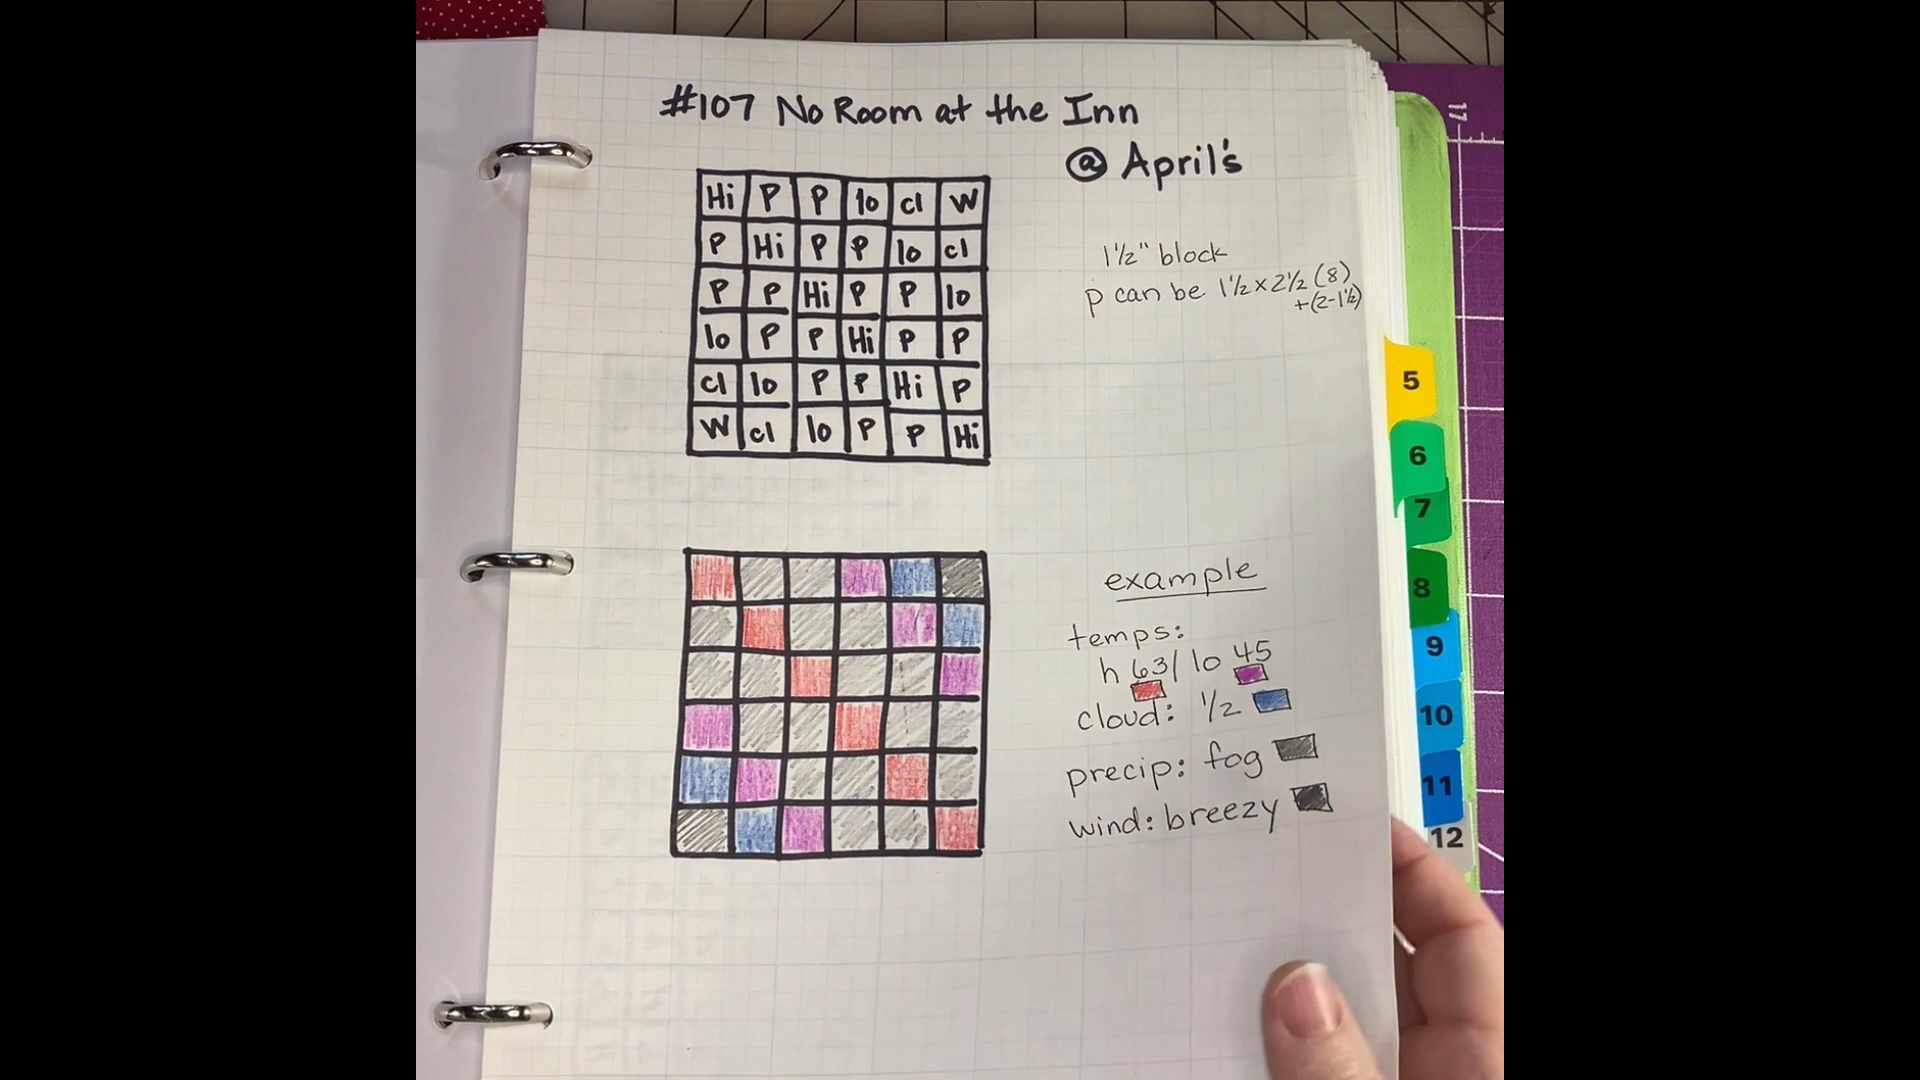 #107 No Room at the Inn
@ April's
Hi P P lo cl W
P Hi P P lo cl
P P Hi P P lo
lo P P Hi P P
cl lo P P Hi P
W cl lo P P Hi
1½" block
p can be 1½ x 2½ (8)
+(2-1½)
example
temps:
h 63/ lo 45
cloud: ½
precip: fog
wind: breezy
5
6
7
8
9
10
11
12